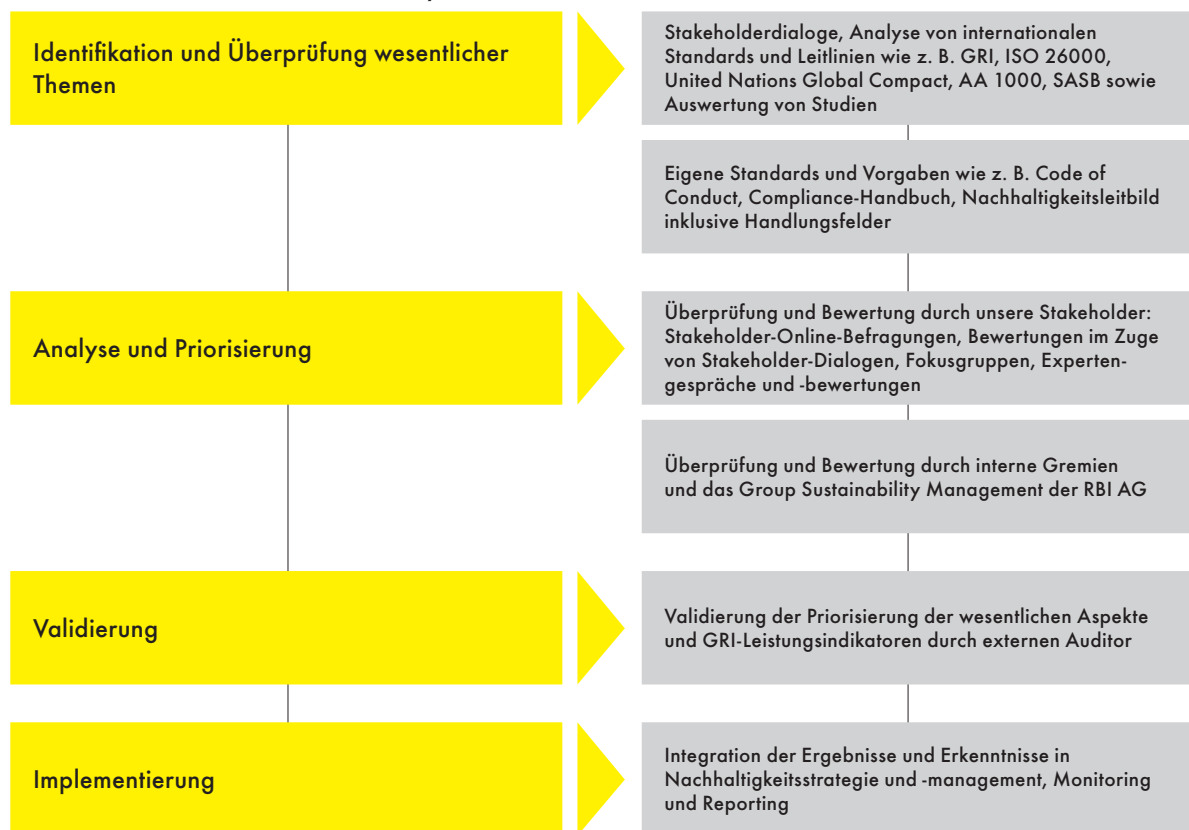 Identifikation und Überprüfung wesentlicher
Themen
Stakeholderdialoge, Analyse von internationalen
Standards und Leitlinien wie z. B. GRI, ISO 26000,
United Nations Global Compact, AA 1000, SASB sowie
Auswertung von Studien
Eigene Standards und Vorgaben wie z. B. Code of
Conduct, Compliance-Handbuch, Nachhaltigkeitsleitbild
inklusive Handlungsfelder
Analyse und Priorisierung
Überprüfung und Bewertung durch unsere Stakeholder:
Stakeholder-Online-Befragungen, Bewertungen im Zuge
von Stakeholder-Dialogen, Fokusgruppen, Experten-
gespräche und -bewertungen
Überprüfung und Bewertung durch interne Gremien
und das Group Sustainability Management der RBI AG
Validierung
Validierung der Priorisierung der wesentlichen Aspekte
und GRI-Leistungsindikatoren durch externen Auditor
Implementierung
Integration der Ergebnisse und Erkenntnisse in
Nachhaltigkeitsstrategie und -management, Monitoring
und Reporting